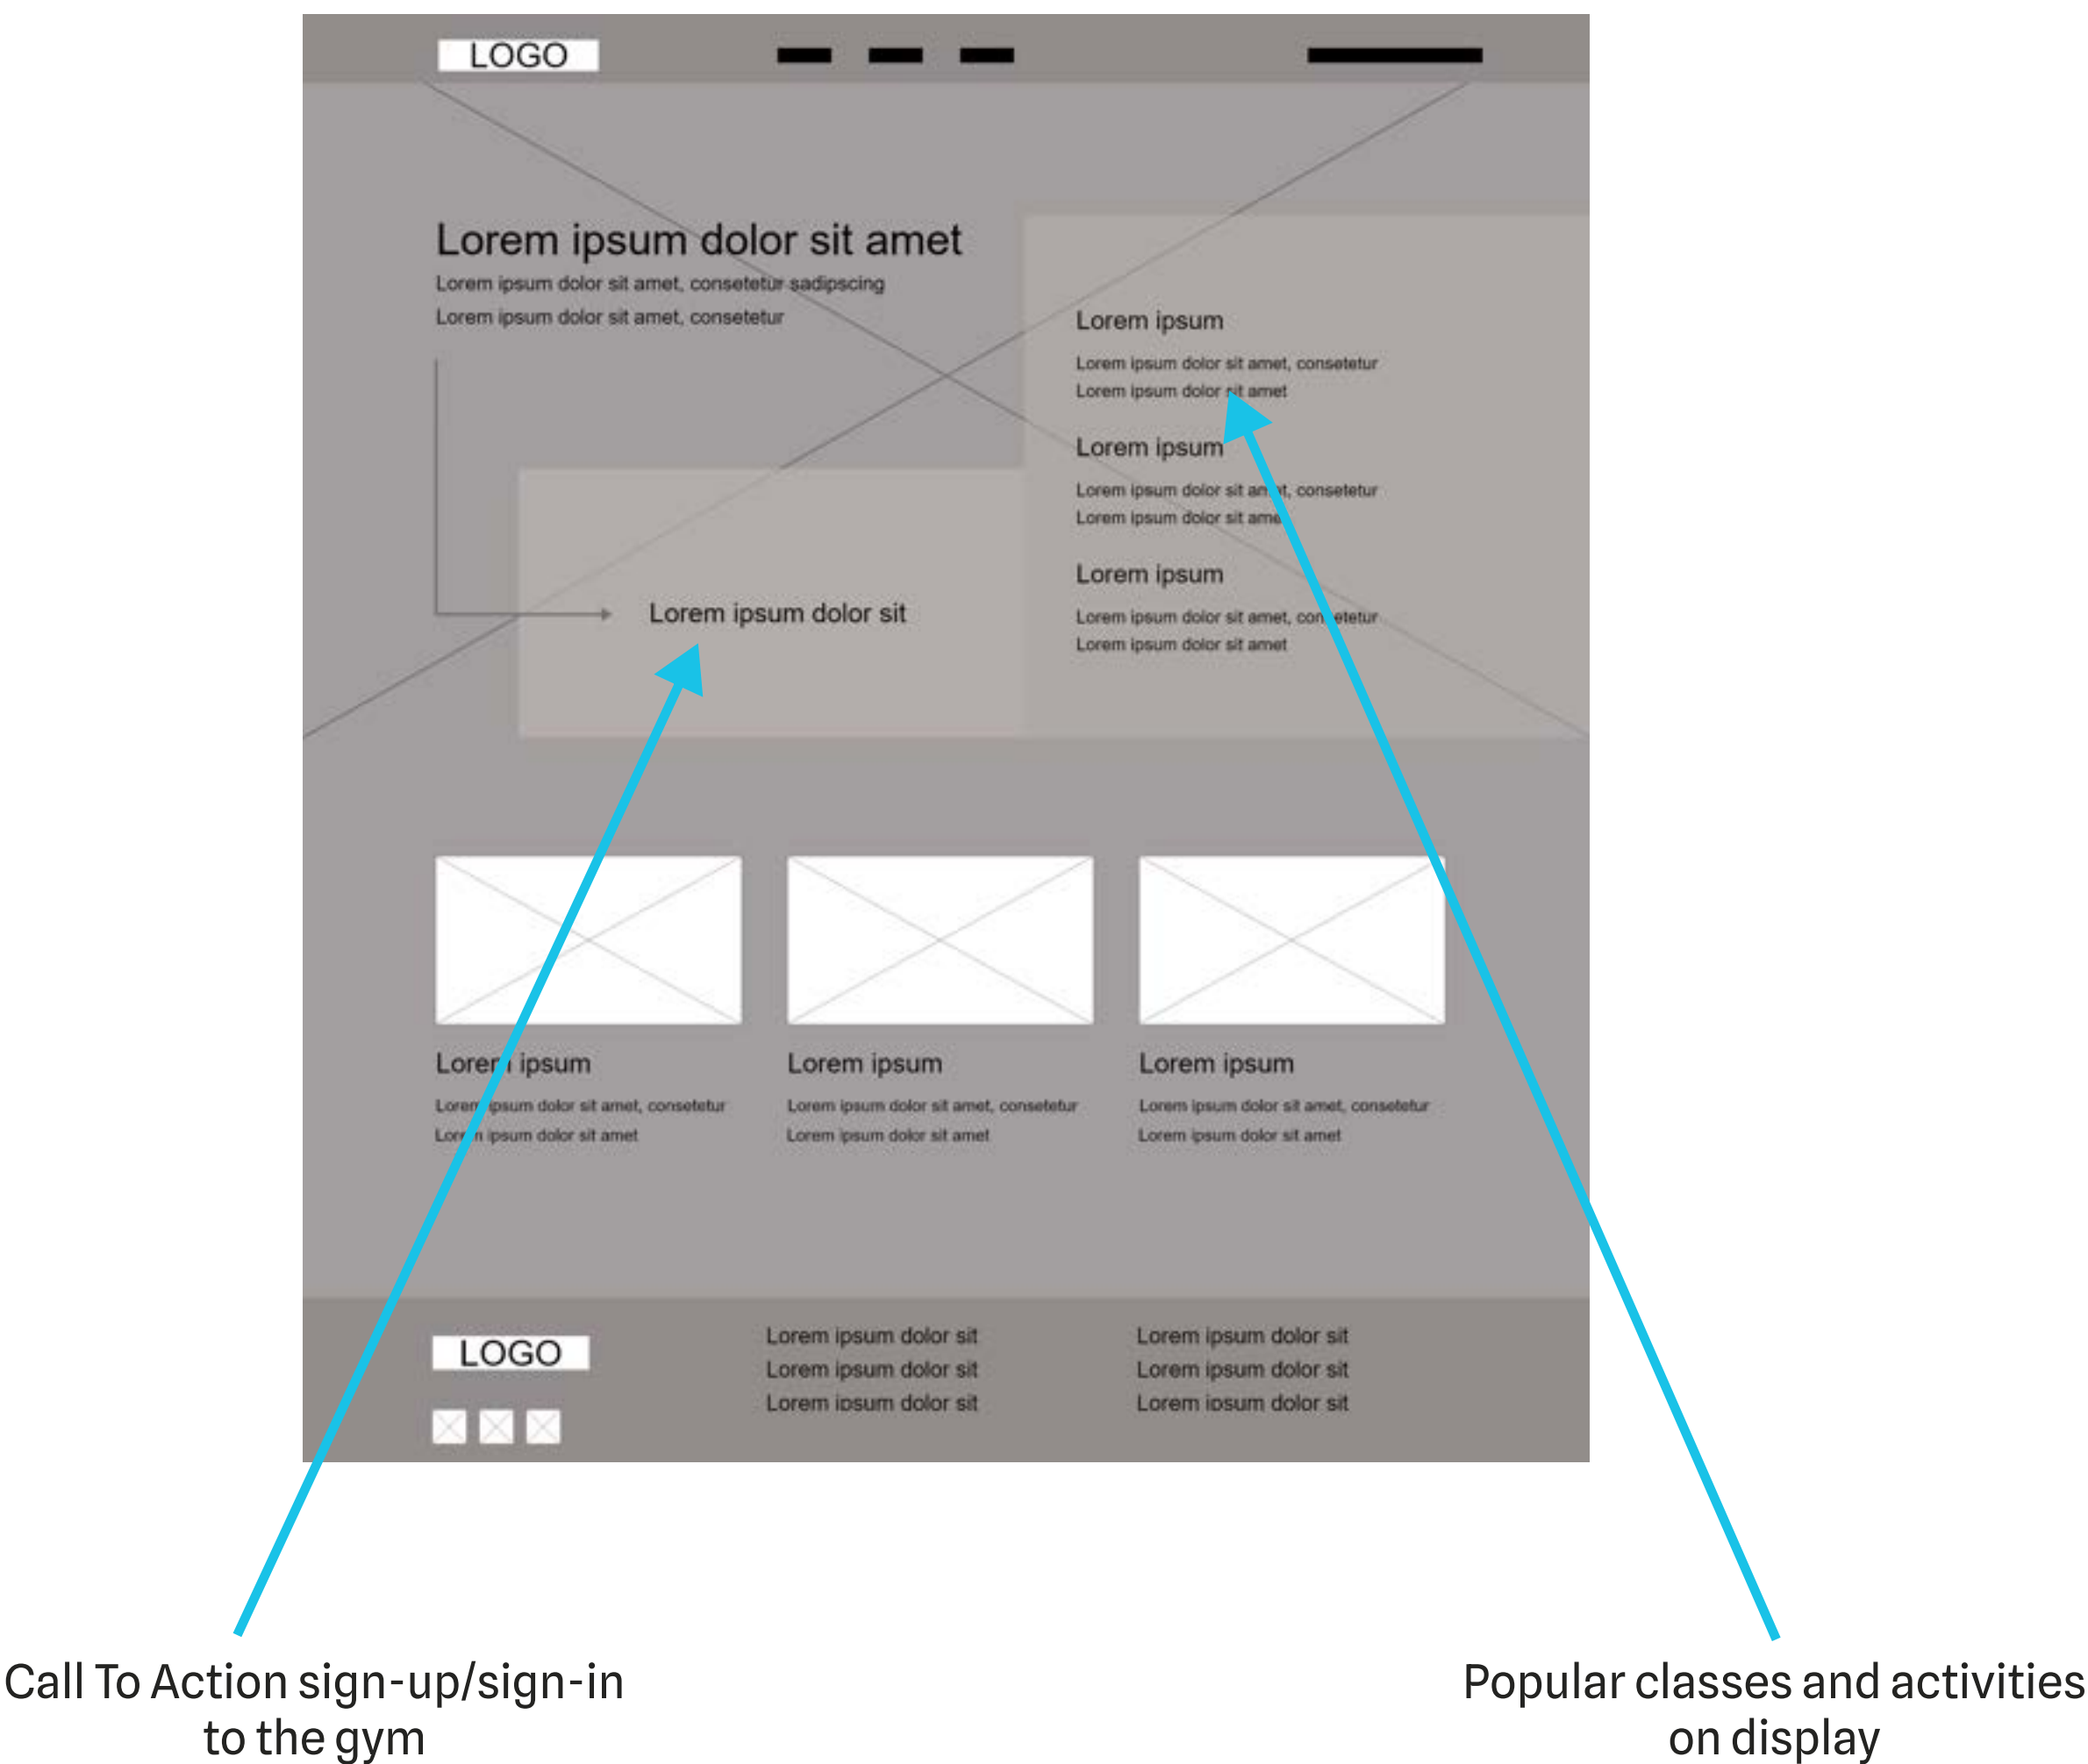 LOGO
Lorem ipsum dolor sit amet
Lorem ipsum dolor sit amet, consetetur sadipscing
Lorem ipsum dolor sit amet, consetetur
Lorem ipsum dolor sit
Lorem ipsum
Lorem ipsum dolor sit amet, consetetur
Lorem ipsum dolor sit amet
Lorem ipsum
Lorem ipsum dolor sit amet, consetetur
Lorem ipsum dolor sit amet
Lorem ipsum
Lorem ipsum dolor sit amet, consetetur
Lorem ipsum dolor sit amet
Lorem ipsum
Lorem ipsum dolor sit amet, consetetur
Lorem ipsum dolor sit amet
Lorem ipsum
Lorem ipsum dolor sit amet, consetetur
Lorem ipsum dolor sit amet
Lorem ipsum
Lorem ipsum dolor sit amet, consetetur
Lorem ipsum dolor sit amet
LOGO
Lorem ipsum dolor sit
Lorem ipsum dolor sit
Lorem ipsum dolor sit
Lorem ipsum dolor sit
Lorem ipsum dolor sit
Lorem ipsum dolor sit
Call To Action sign-up/sign-in
to the gym
Popular classes and activities
on display